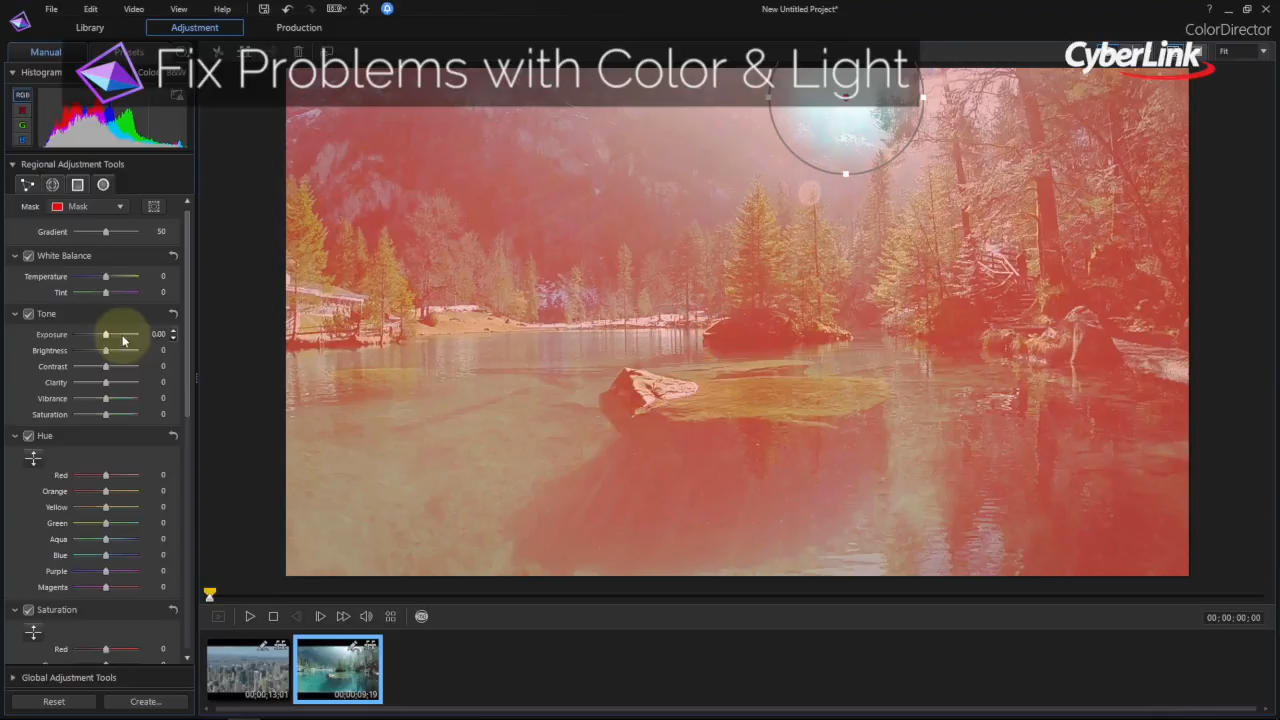 File Edit Video View Help
New Untitled Project*
Library Adjustment Production
ColorDirector
Manual Presets
Fit
Fix Problems with Color & Light
CyberLink
Histogram
RGB
G
B
Regional Adjustment Tools
Mask Mask
Gradient 50
White Balance
Temperature 0
Tint 0
Tone
Exposure 0.00
Brightness 0
Contrast 0
Clarity 0
Vibrance 0
Saturation 0
Hue
Red 0
Orange 0
Yellow 0
Green 0
Aqua 0
Blue 0
Purple 0
Magenta 0
Saturation
Red 0
Global Adjustment Tools
Reset Create...
00;00;00;00
00;00;13;01
00;00;09;19